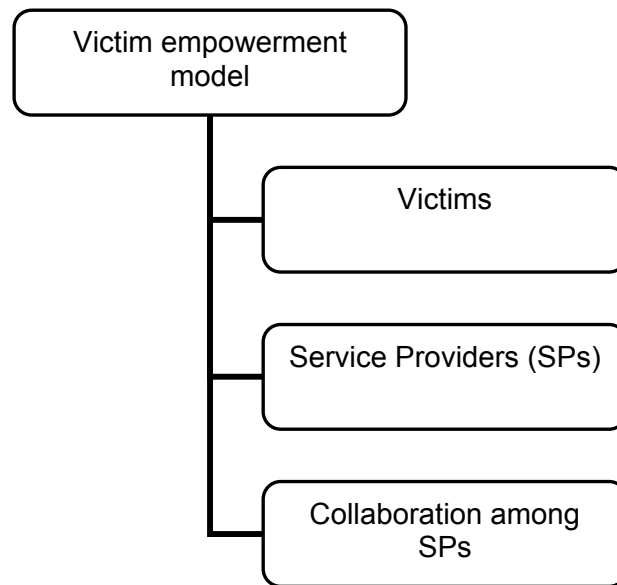 Victim empowerment
model
Victims
Service Providers (SPs)
Collaboration among
SPs